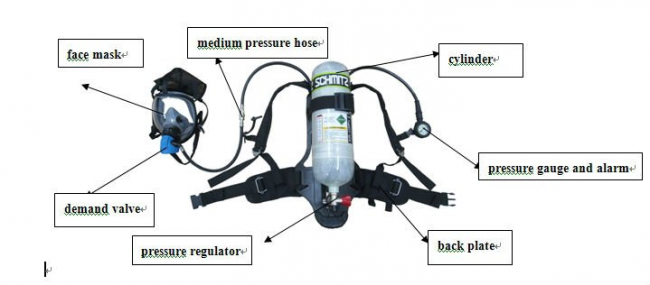 medium pressure hose
face mask
cylinder
SCHMITZ
pressure gauge and alarm
demand valve
pressure regulator
back plate